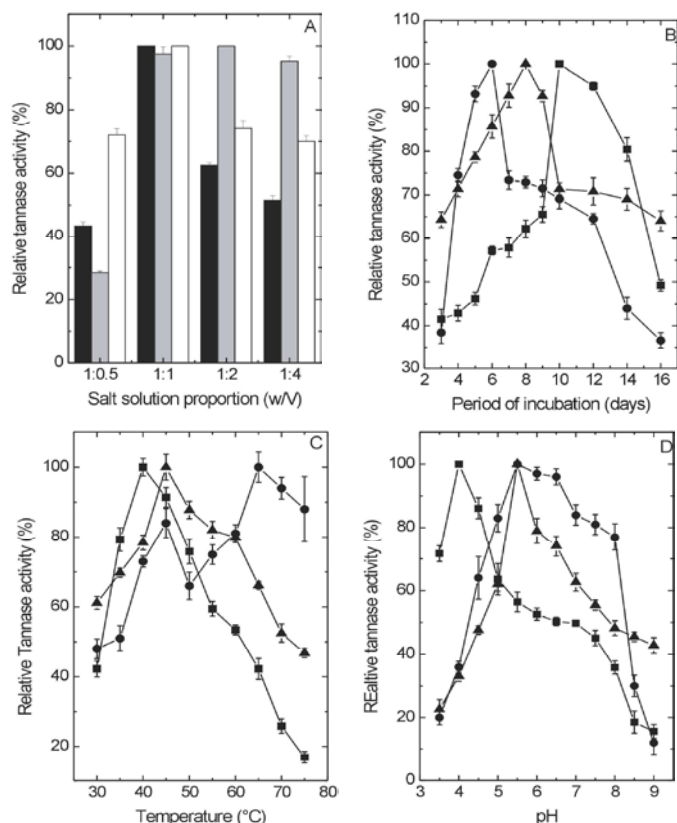 A
100
80
60
40
20
0
Relative tannase activity (%)
1:0.5 1:1 1:2 1:4
Salt solution proportion (w/V)
B
110
100
90
80
70
60
50
40
30
Relative tannase activity (%)
2 4 6 8 10 12 14 16
Period of incubation (days)
C
100
80
60
40
20
Relative Tannase activity (%)
30 40 50 60 70 80
Temperature (°C)
D
100
80
60
40
20
0
REaltive tannase activity (%)
3 4 5 6 7 8 9
pH